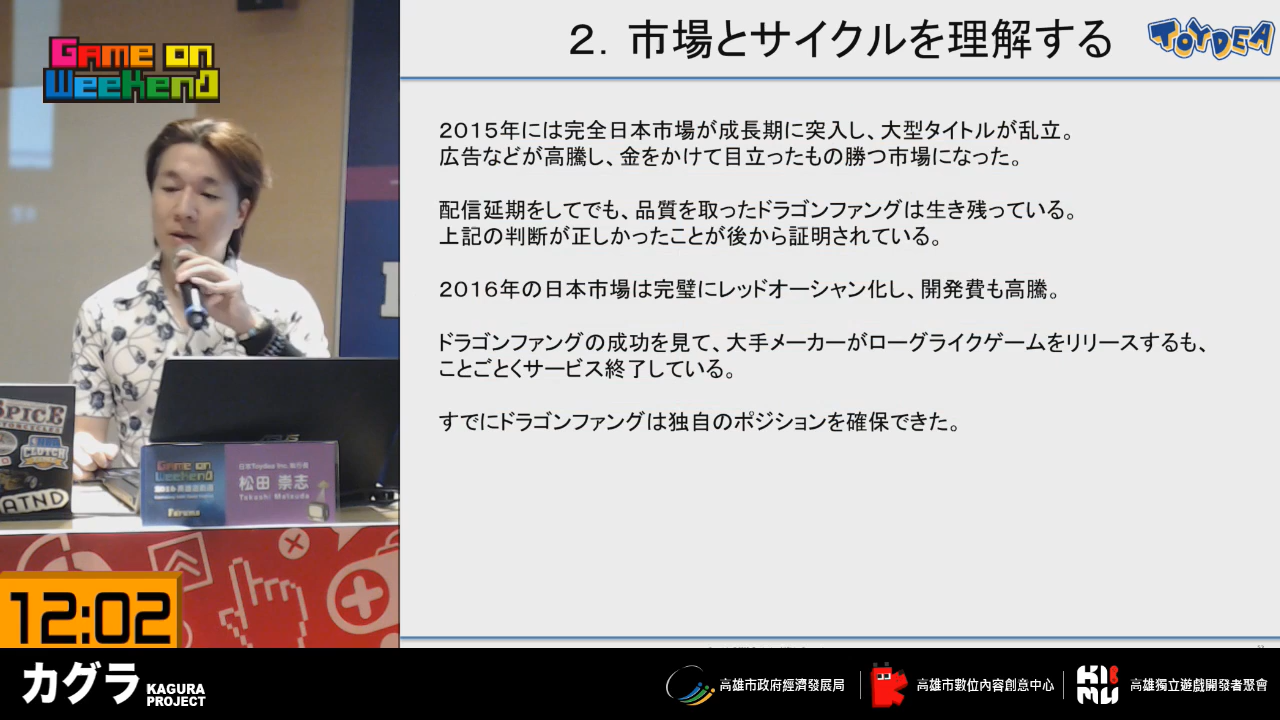 GAME ON
WEEKEND
２．市場とサイクルを理解する
TOYDEA
２０１５年には完全日本市場が成長期に突入し、大型タイトルが乱立。
広告などが高騰し、金をかけて目立ったもの勝つ市場になった。
配信延期をしてでも、品質を取ったドラゴンファングは生き残っている。
上記の判断が正しかったことが後から証明されている。
２０１６年の日本市場は完璧にレッドオーシャン化し、開発費も高騰。
ドラゴンファングの成功を見て、大手メーカーがローグライクゲームをリリースするも、
ことごとくサービス終了している。
すでにドラゴンファングは独自のポジションを確保できた。
SPICE
CLUTCH
ATND
ASUS
GAME ON
WEEKEND
Forums
日本Toydea Inc. 執行長
松田 崇志
Takashi Matsuda
12:02
カグラ
KAGURA
PROJECT
高雄市政府經濟發展局
高雄市數位內容創意中心
KIMU
高雄獨立遊戲開發者聚會